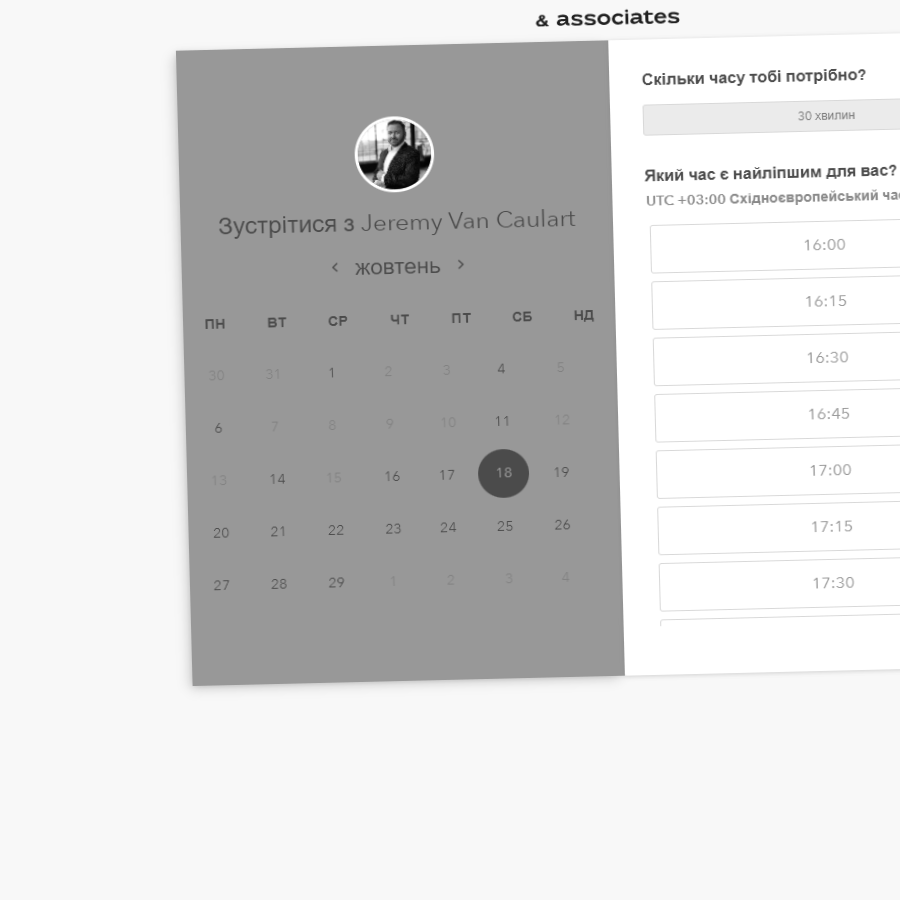 & associates
Зустрітися з Jeremy Van Caulart
жовтень
ПН ВТ СР ЧТ ПТ СБ НД
30 31 1 2 3 4 5
6 7 8 9 10 11 12
13 14 15 16 17 18 19
20 21 22 23 24 25 26
27 28 29 1 2 3 4
Скільки часу тобі потрібно?
30 хвилин
Який час є найліпшим для вас?
UTC +03:00 Східноєвропейський
16:00
16:15
16:30
16:45
17:00
17:15
17:30